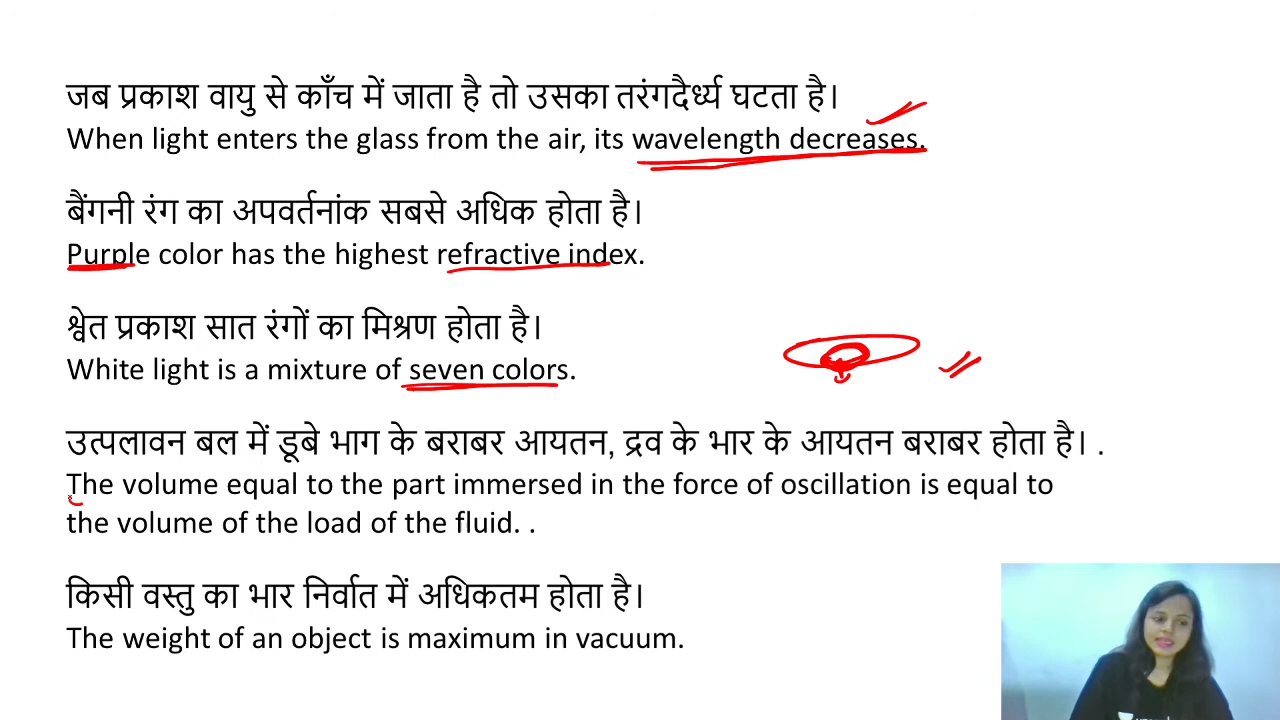 जब प्रकाश वायु से काँच में जाता है तो उसका तरंगदैर्ध्य घटता है।
When light enters the glass from the air, its wavelength decreases.
बैंगनी रंग का अपवर्तनांक सबसे अधिक होता है।
Purple color has the highest refractive index.
श्वेत प्रकाश सात रंगों का मिश्रण होता है।
White light is a mixture of seven colors.
उत्पलावन बल में डूबे भाग के बराबर आयतन, द्रव के भार के आयतन बराबर होता है। .
The volume equal to the part immersed in the force of oscillation is equal to
the volume of the load of the fluid. .
किसी वस्तु का भार निर्वात में अधिकतम होता है।
The weight of an object is maximum in vacuum.